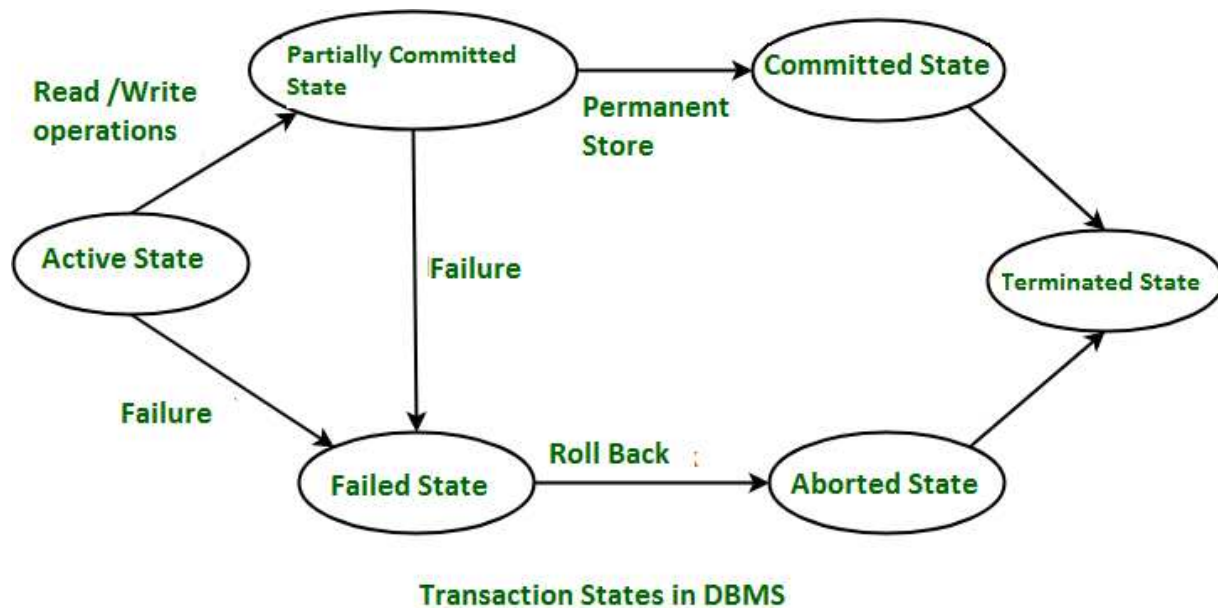 Partially Committed
State
Committed State
Read /Write
operations
Permanent
Store
Active State
Failure
Terminated State
Failure
Roll Back :
Failed State
Aborted State
Transaction States in DBMS